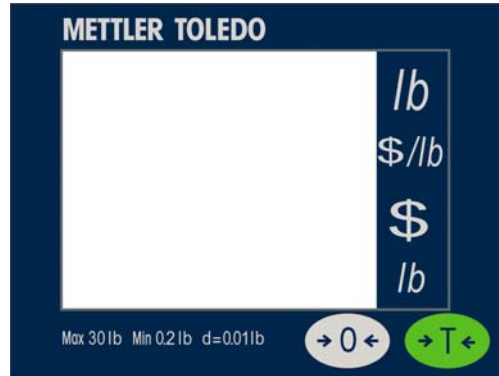 METTLER TOLEDO
lb
$/lb
$
lb
Max 30 lb Min 0.2 lb d=0.01lb
→0←
→T←